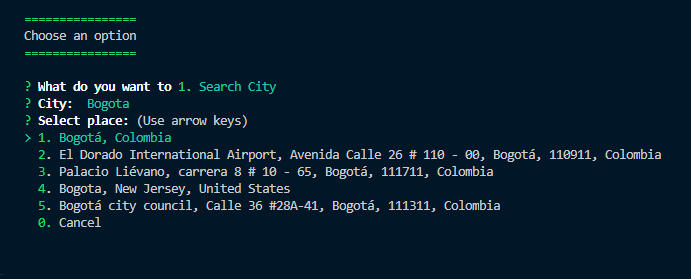 ================
Choose an option
================
? What do you want to 1. Search City
? City:  Bogota
? Select place: (Use arrow keys)
> 1. Bogotá, Colombia
  2. El Dorado International Airport, Avenida Calle 26 # 110 - 00, Bogotá, 110911, Colombia
  3. Palacio Liévano, carrera 8 # 10 - 65, Bogotá, 111711, Colombia
  4. Bogota, New Jersey, United States
  5. Bogotá city council, Calle 36 #28A-41, Bogotá, 111311, Colombia
  0. Cancel